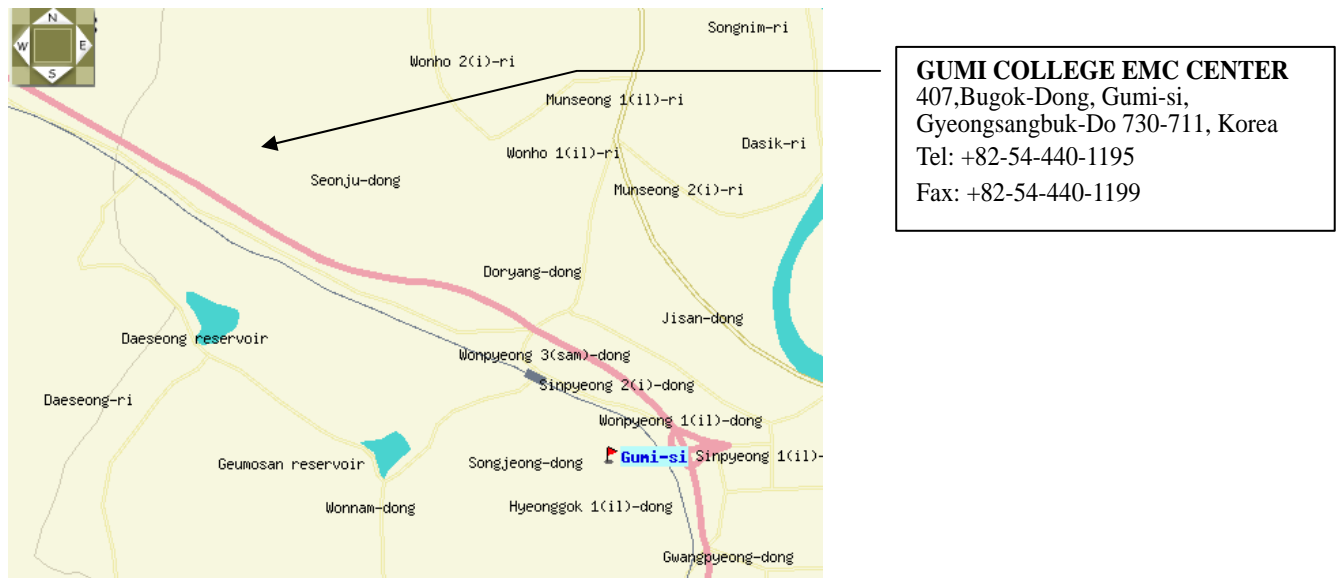 N
W
E
S
Songnim-ri
Wonho 2(i)-ri
Munseong 1(il)-ri
Dasik-ri
Wonho 1(il)-ri
Seonju-dong
Munseong 2(i)-ri
Doryang-dong
Jisan-dong
Daeseong reservoir
Wonpyeong 3(sam)-dong
Sinpyeong 2(i)-dong
Daeseong-ri
Wonpyeong 1(il)-dong
Gumi-si
Sinpyeong 1(il)-
Geumosan reservoir
Songjeong-dong
Wonnam-dong
Hyeonggok 1(il)-dong
Gwangpyeong-dong
GUMI COLLEGE EMC CENTER
407,Bugok-Dong, Gumi-si,
Gyeongsangbuk-Do 730-711, Korea
Tel: +82-54-440-1195
Fax: +82-54-440-1199